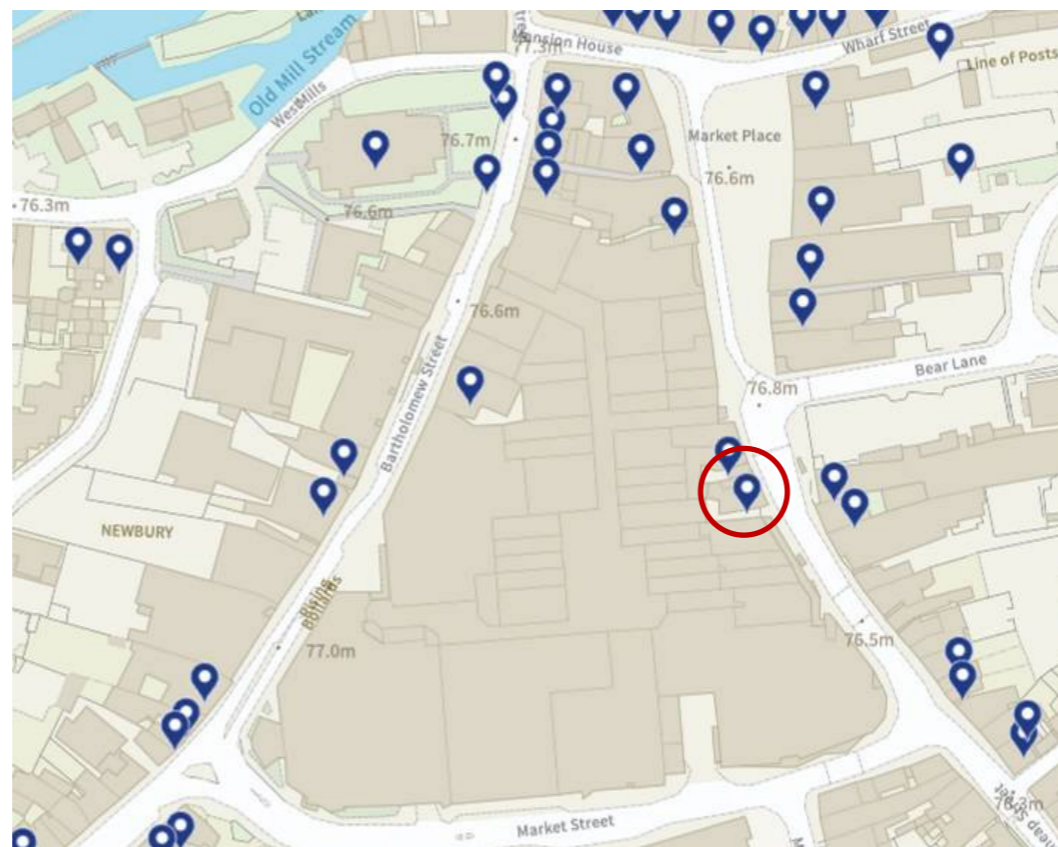 Old Mill Stream
Mansion House
77.3m
Wharf Street
Line of Posts
West Mills
76.7m
Market Place
76.6m
76.3m
76.6m
76.6m
Bartholomew Street
Bear Lane
76.8m
NEWBURY
Rising
Bollards
77.0m
76.5m
Market Street